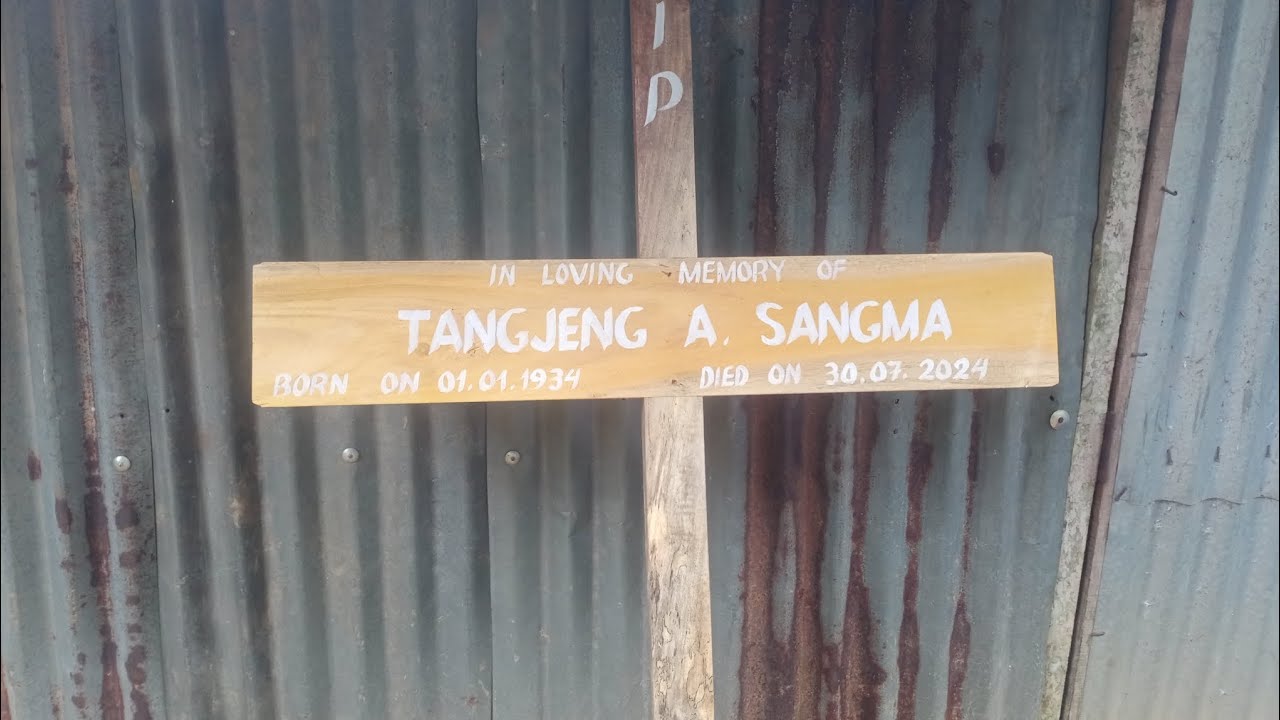 I
P
IN LOVING MEMORY OF
TANGJENG A. SANGMA
BORN ON 01.01.1934 DIED ON 30.07.2024